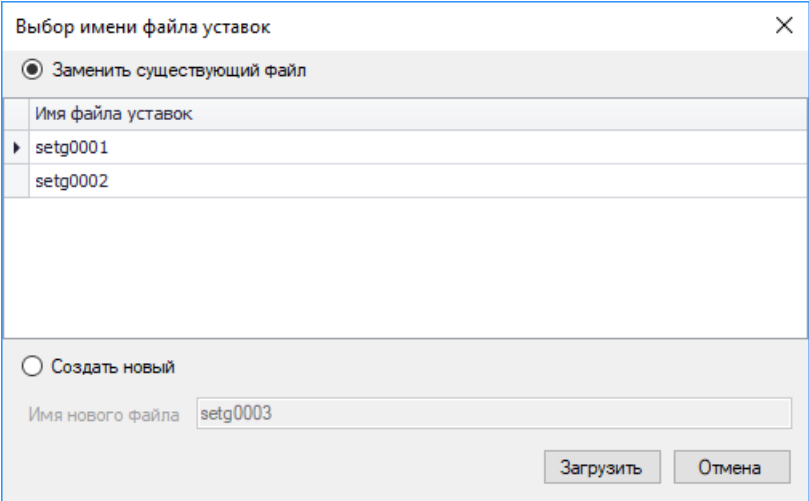 Выбор имени файла уставок
Заменить существующий файл
Имя файла уставок
setg0001
setg0002
Создать новый
Имя нового файла setg0003
Загрузить Отмена